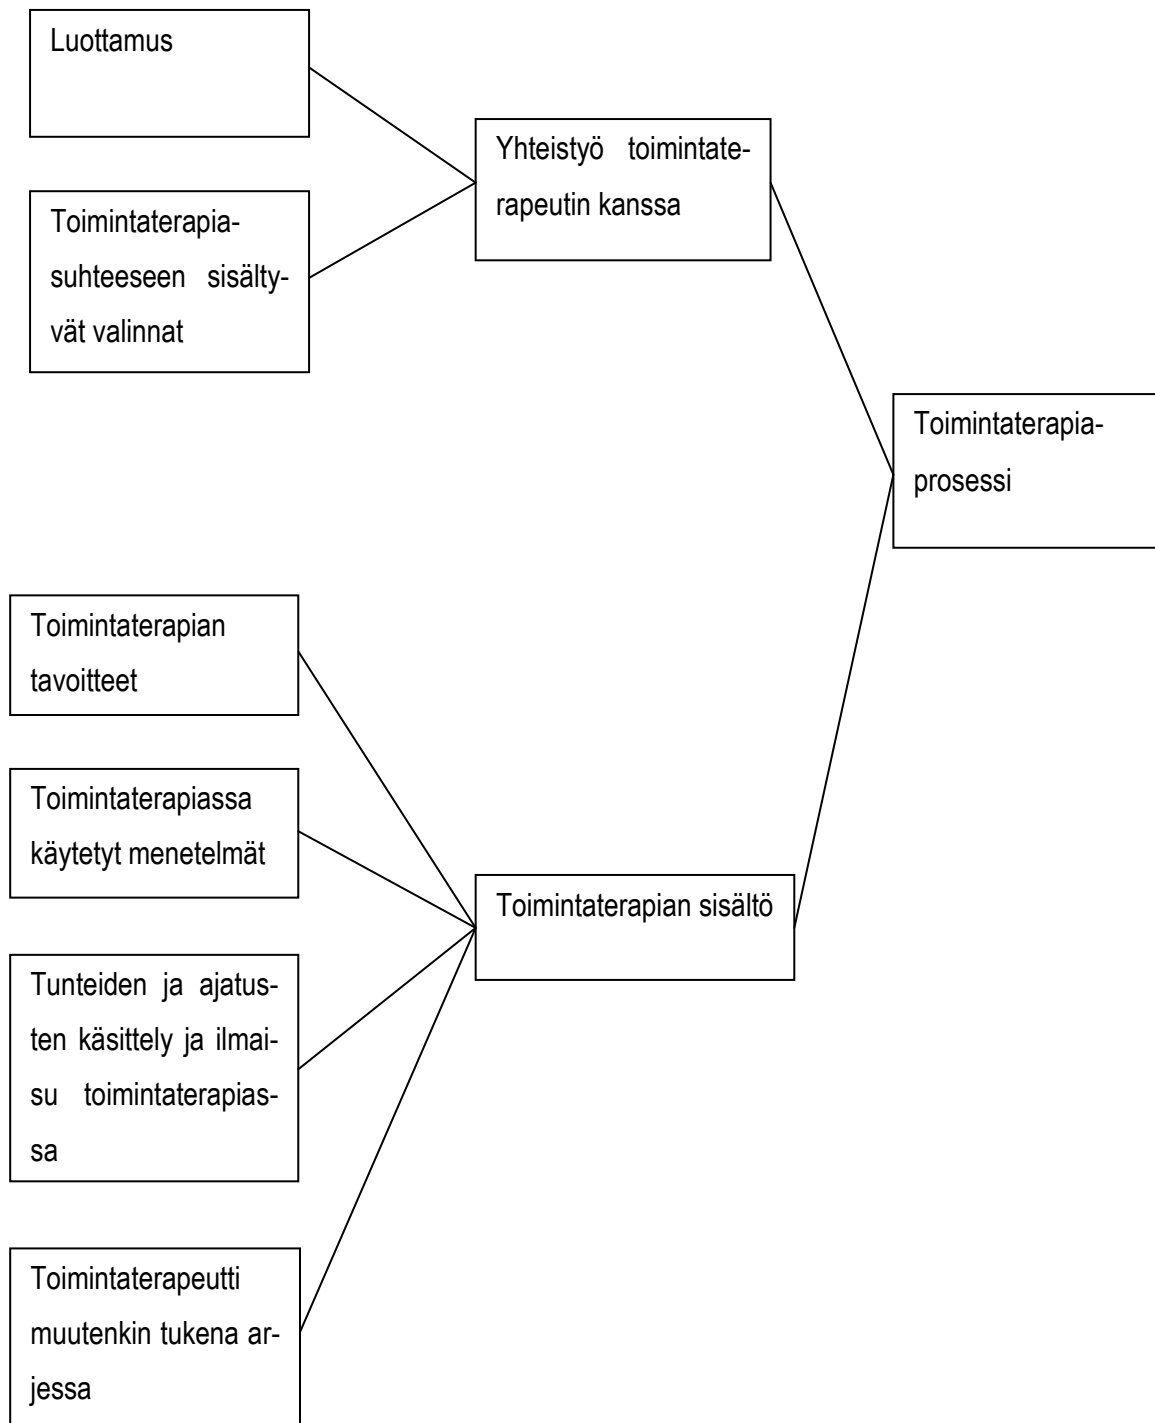 Luottamus
Toimintaterapia-
suhteeseen sisälty-
vät valinnat
Yhteistyö toimintate-
rapeutin kanssa
Toimintaterapia-
prosessi
Toimintaterapian
tavoitteet
Toimintaterapiassa
käytetyt menetelmät
Tunteiden ja ajatus-
ten käsittely ja ilmai-
su toimintaterapias-
sa
Toimintaterapeutti
muutenkin tukena ar-
jessa
Toimintaterapian sisältö